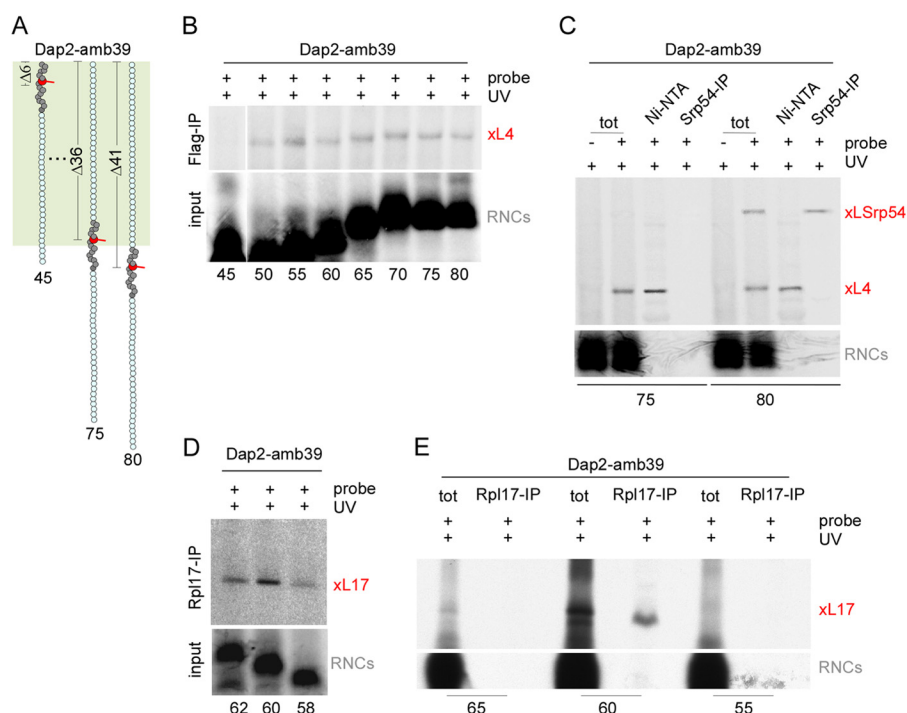 A
Dap2-amb39
Δ6
Δ36
Δ41
45
75
80
B
Dap2-amb39
+ + + + + + + + probe
+ + + + + + + + UV
Flag-IP
xL4
input
RNCs
45 50 55 60 65 70 75 80
C
Dap2-amb39
tot Ni-NTA Srp54-IP tot Ni-NTA Srp54-IP
- + + + - + + + probe
+ + + + + + + + UV
xLSrp54
xL4
RNCs
75 80
D
Dap2-amb39
+ + + probe
+ + + UV
Rpl17-IP
xL17
input
RNCs
62 60 58
E
Dap2-amb39
tot Rpl17-IP tot Rpl17-IP tot Rpl17-IP
+ + + + + + probe
+ + + + + + UV
xL17
RNCs
65 60 55